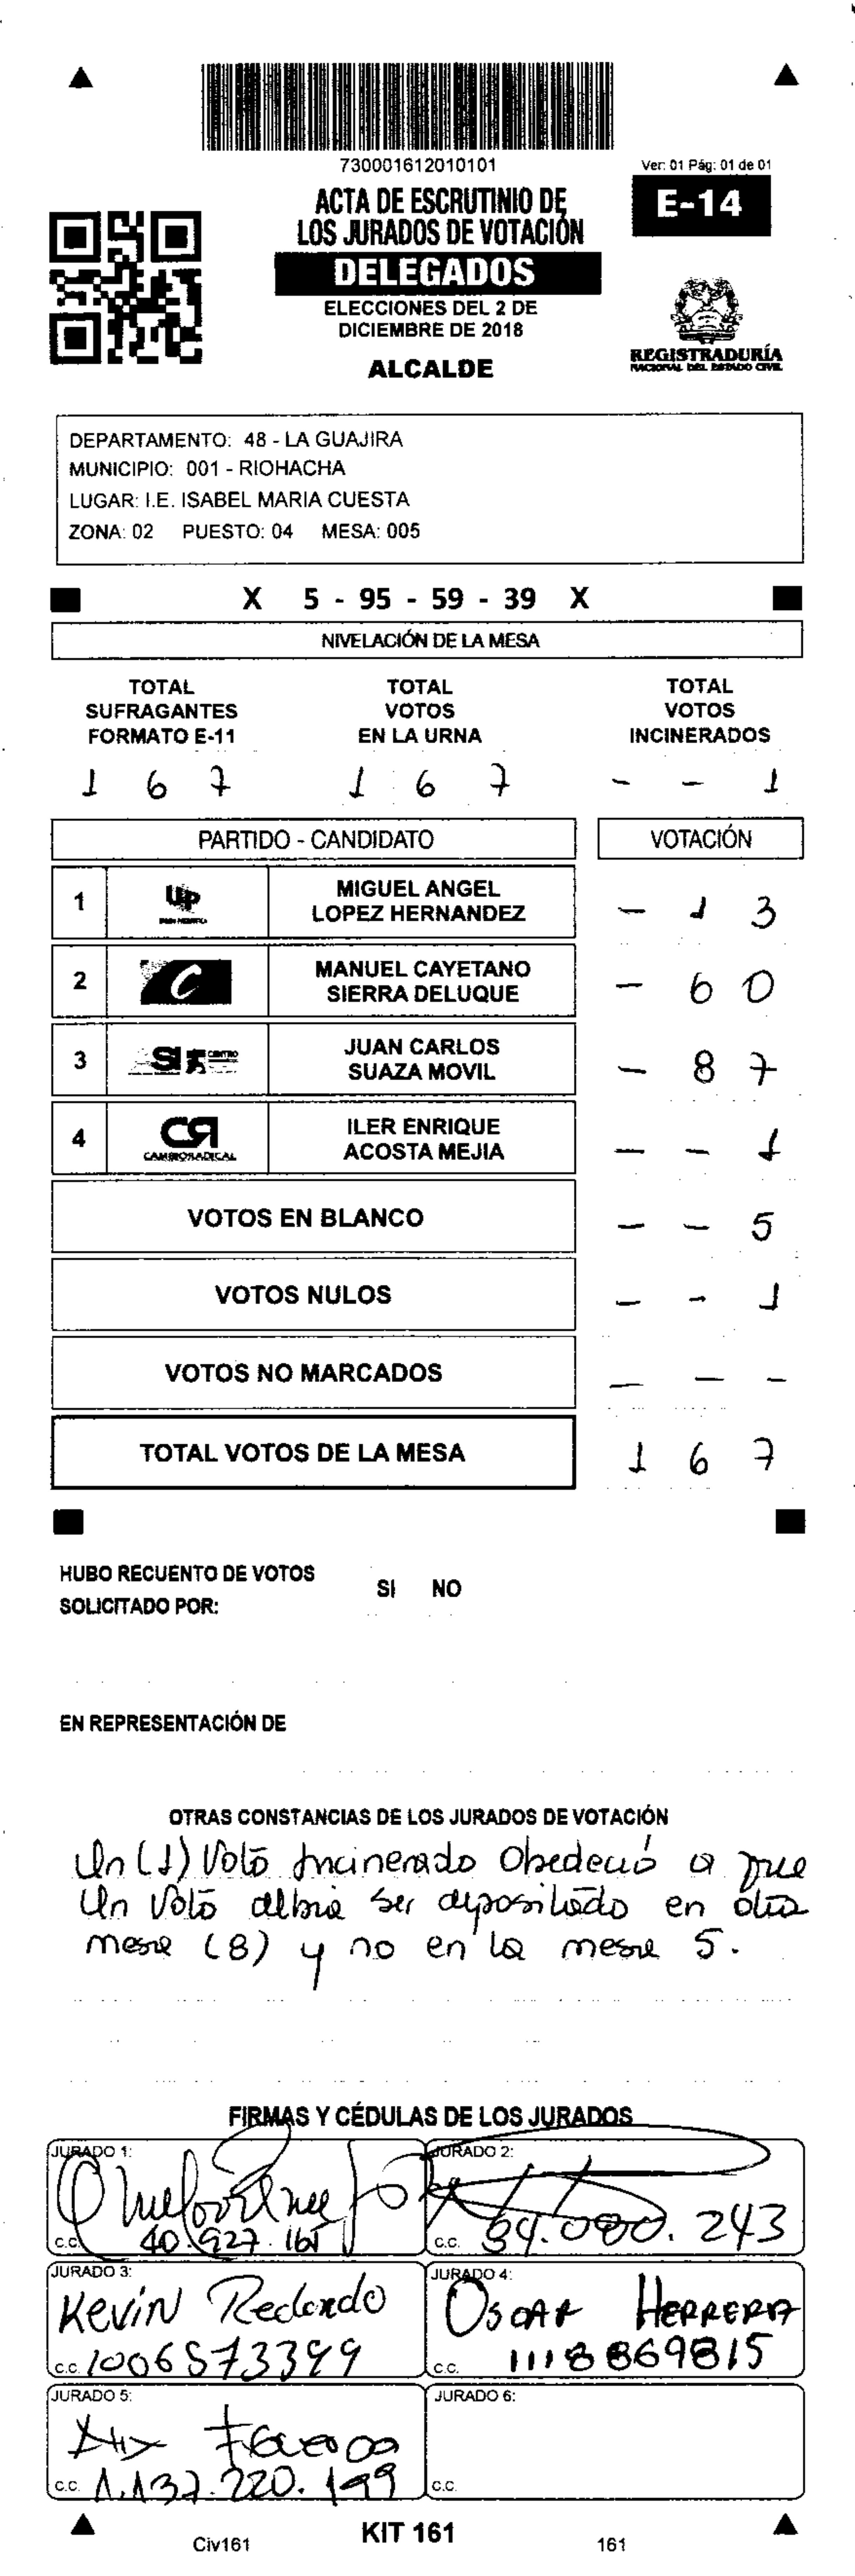 730001612010101
Ver: 01 Pág: 01 de 01
ACTA DE ESCRUTINIO DE
LOS JURADOS DE VOTACIÓN
E-14
DELEGADOS
ELECCIONES DEL 2 DE
DICIEMBRE DE 2018
ALCALDE
REGISTRADURÍA
NACIONAL DEL ESTADO CIVIL
DEPARTAMENTO: 48 - LA GUAJIRA
MUNICIPIO: 001 - RIOHACHA
LUGAR: I.E. ISABEL MARIA CUESTA
ZONA: 02 PUESTO: 04 MESA: 005
X 5 - 95 - 59 - 39 X
NIVELACIÓN DE LA MESA
TOTAL SUFRAGANTES FORMATO E-11
TOTAL VOTOS EN LA URNA
TOTAL VOTOS INCINERADOS
1 6 7 1 6 7 - - 1
PARTIDO - CANDIDATO VOTACIÓN
1 UP MIGUEL ANGEL LOPEZ HERNANDEZ - 1 3
2 C MANUEL CAYETANO SIERRA DELUQUE - 6 0
3 SI CENTRO JUAN CARLOS SUAZA MOVIL - 8 7
4 CR CAMBIO RADICAL ILER ENRIQUE ACOSTA MEJIA - - 1
VOTOS EN BLANCO - - 5
VOTOS NULOS - - 1
VOTOS NO MARCADOS - - -
TOTAL VOTOS DE LA MESA 1 6 7
HUBO RECUENTO DE VOTOS SI NO
SOLICITADO POR:
EN REPRESENTACIÓN DE
OTRAS CONSTANCIAS DE LOS JURADOS DE VOTACIÓN
Un (1) Voto Incinerado Obedeció a que
Un Voto debia ser depositado en otra
mesa (8) y no en la mesa 5.
FIRMAS Y CÉDULAS DE LOS JURADOS
JURADO 1: JURADO 2:
c.c. 40.927.161 c.c. 84.080.243
JURADO 3: JURADO 4:
Kevin Redondo OSCAR HERRERA
c.c. 1006573399 c.c. 1118869815
JURADO 5: JURADO 6:
c.c. 1.137.220.199 c.c.
Civ161 KIT 161 161